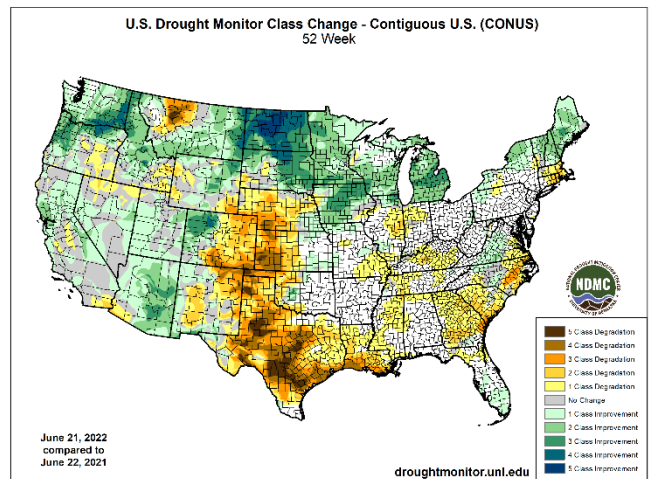 U.S. Drought Monitor Class Change - Contiguous U.S. (CONUS)
52 Week
NDMC
5 Class Degradation
4 Class Degradation
3 Class Degradation
2 Class Degradation
1 Class Degradation
No Change
1 Class Improvement
2 Class Improvement
3 Class Improvement
4 Class Improvement
5 Class Improvement
June 21, 2022
compared to
June 22, 2021
droughtmonitor.unl.edu